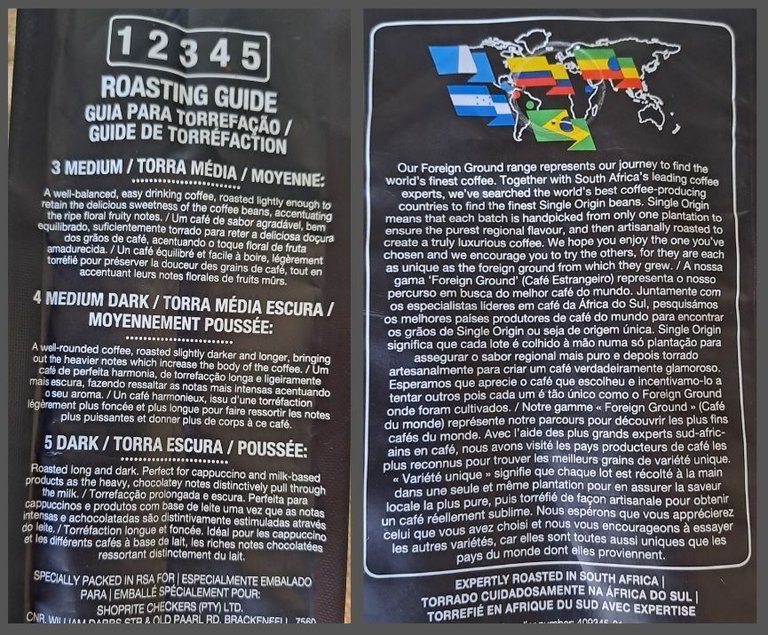 1 2 3 4 5
ROASTING GUIDE
GUIA PARA TORREFAÇÃO /
GUIDE DE TORRÉFACTION
3 MEDIUM / TORRA MÉDIA / MOYENNE:
A well-balanced, easy drinking coffee, roasted lightly enough to
retain the delicious sweetness of the coffee beans, accentuating
the ripe floral fruity notes. / Um café de sabor agradável, bem
equilibrado, suficientemente torrado para reter a deliciosa doçura
dos grãos de café, acentuando o toque floral de fruta
amadurecida. / Un café équilibré et facile à boire, légèrement
torréfié pour préserver la douceur des grains de café, tout en
accentuant leurs notes florales de fruits mûrs.
4 MEDIUM DARK / TORRA MÉDIA ESCURA /
MOYENNEMENT POUSSÉE:
A well-rounded coffee, roasted slightly darker and longer, bringing
out the heavier notes which increase the body of the coffee. / Um
café de perfeita harmonia, de torrefacção longa e ligeiramente
mais escura, fazendo ressaltar as notas mais intensas acentuando
o seu aroma. / Un café harmonieux, issu d'une torréfaction
légèrement plus foncée et plus longue pour faire ressortir les notes
plus puissantes et donner plus de corps à ce café.
5 DARK / TORRA ESCURA / POUSSÉE:
Roasted long and dark. Perfect for cappuccino and milk-based
products as the heavy, chocolatey notes distinctively pull through
the milk. / Torrefacção prolongada e escura. Perfeita para
cappuccinos e produtos com base de leite uma vez que as notas
intensas e achocolatadas são distintivamente estimuladas através
do leite. / Torréfaction longue et foncée. Idéal pour les cappuccino
et les différents cafés à base de lait, les riches notes chocolatées
ressortant distinctement du lait.
SPECIALLY PACKED IN RSA FOR | ESPECIALMENTE EMBALADO
PARA | EMBALLÉ SPÉCIALEMENT POUR:
SHOPRITE CHECKERS (PTY) LTD.
CNR. WILLIAM DABBS STR & OLD PAARL RD, BRACKENFELL, 7560
Our Foreign Ground range represents our journey to find the
world's finest coffee. Together with South Africa's leading coffee
experts, we've searched the world's best coffee-producing
countries to find the finest Single Origin beans. Single Origin
means that each batch is handpicked from only one plantation to
ensure the purest regional flavour, and then artisanally roasted to
create a truly luxurious coffee. We hope you enjoy the one you've
chosen and we encourage you to try the others, for they are each
as unique as the foreign ground from which they grew. / A nossa
gama 'Foreign Ground' (Café Estrangeiro) representa o nosso
percurso em busca do melhor café do mundo. Juntamente com
os especialistas líderes em café da África do Sul, pesquisámos
os melhores países produtores de café do mundo para encontrar
os grãos de Single Origin ou seja de origem única. Single Origin
significa que cada lote é colhido à mão numa só plantação para
assegurar o sabor regional mais puro e depois torrado
artesanalmente para criar um café verdadeiramente glamoroso.
Esperamos que aprecie o café que escolheu e incentivamo-lo a
tentar outros pois cada um é tão único como o Foreign Ground
onde foram cultivados. / Notre gamme « Foreign Ground » (Café
du monde) représente notre parcours pour découvrir les plus fins
cafés du monde. Avec l'aide des plus grands experts sud-afric-
ains en café, nous avons visité les pays producteurs de café les
plus reconnus pour trouver les meilleurs grains de variété unique.
« Variété unique » signifie que chaque lot est récolté à la main
dans une seule et même plantation pour en assurer la saveur
locale la plus pure, puis torréfié de façon artisanale pour obtenir
un café réellement sublime. Nous espérons que vous apprécierez
celui que vous avez choisi et nous vous encourageons à essayer
les autres variétés, car elles sont toutes aussi uniques que les
pays du monde dont elles proviennent.
EXPERTLY ROASTED IN SOUTH AFRICA |
TORRADO CUIDADOSAMENTE NA ÁFRICA DO SUL |
TORREFIÉ EN AFRIQUE DU SUD AVEC EXPERTISE